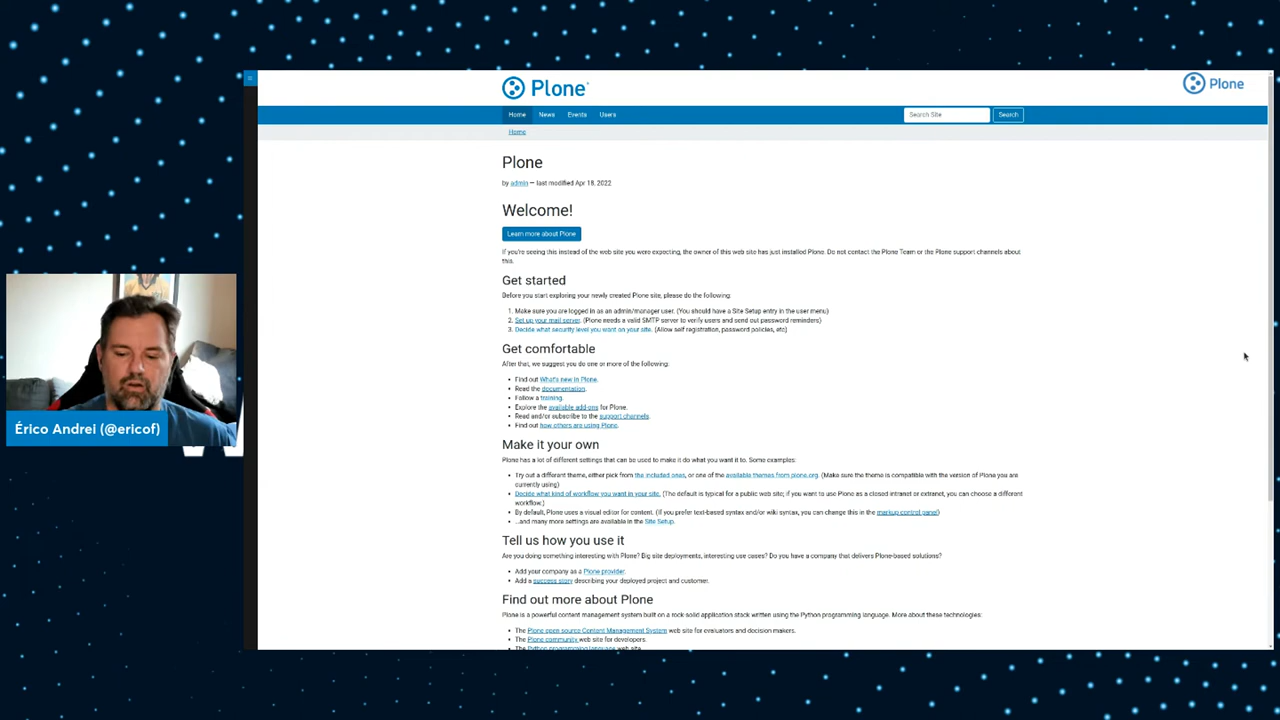 Plone
Plone
Home News Events Users
Search Site
Search
Home
Plone
by admin — last modified Apr 18, 2022
Welcome!
Learn more about Plone
If you're seeing this instead of the web site you were expecting, the owner of this web site has just installed Plone. Do not contact the Plone Team or the Plone support channels about
this.
Get started
Before you start exploring your newly created Plone site, please do the following:
1. Make sure you are logged in as an admin/manager user. (You should have a Site Setup entry in the user menu)
2. Set up your mail server. (Plone needs a valid SMTP server to verify users and send out password reminders)
3. Decide what security level you want on your site. (Allow self registration, password policies, etc)
Get comfortable
After that, we suggest you do one or more of the following:
• Find out What's new in Plone.
• Read the documentation.
• Follow a training.
• Explore the available add-ons for Plone.
• Read and/or subscribe to the support channels.
• Find out how others are using Plone.
Make it your own
Plone has a lot of different settings that can be used to make it do what you want it to. Some examples:
• Try out a different theme, either pick from the included ones, or one of the available themes from plone.org. (Make sure the theme is compatible with the version of Plone you are
currently using)
• Decide what kind of workflow you want in your site. (The default is typical for a public web site; if you want to use Plone as a closed intranet or extranet, you can choose a different
workflow.)
• By default, Plone uses a visual editor for content. (If you prefer text-based syntax and/or wiki syntax, you can change this in the markup control panel)
• ...and many more settings are available in the Site Setup.
Tell us how you use it
Are you doing something interesting with Plone? Big site deployments, interesting use cases? Do you have a company that delivers Plone-based solutions?
• Add your company as a Plone provider.
• Add a success story describing your deployed project and customer.
Find out more about Plone
Plone is a powerful content management system built on a rock-solid application stack written using the Python programming language. More about these technologies:
• The Plone open source Content Management System web site for evaluators and decision makers.
• The Plone community web site for developers.
• The Python programming language web site.
Érico Andrei (@ericof)